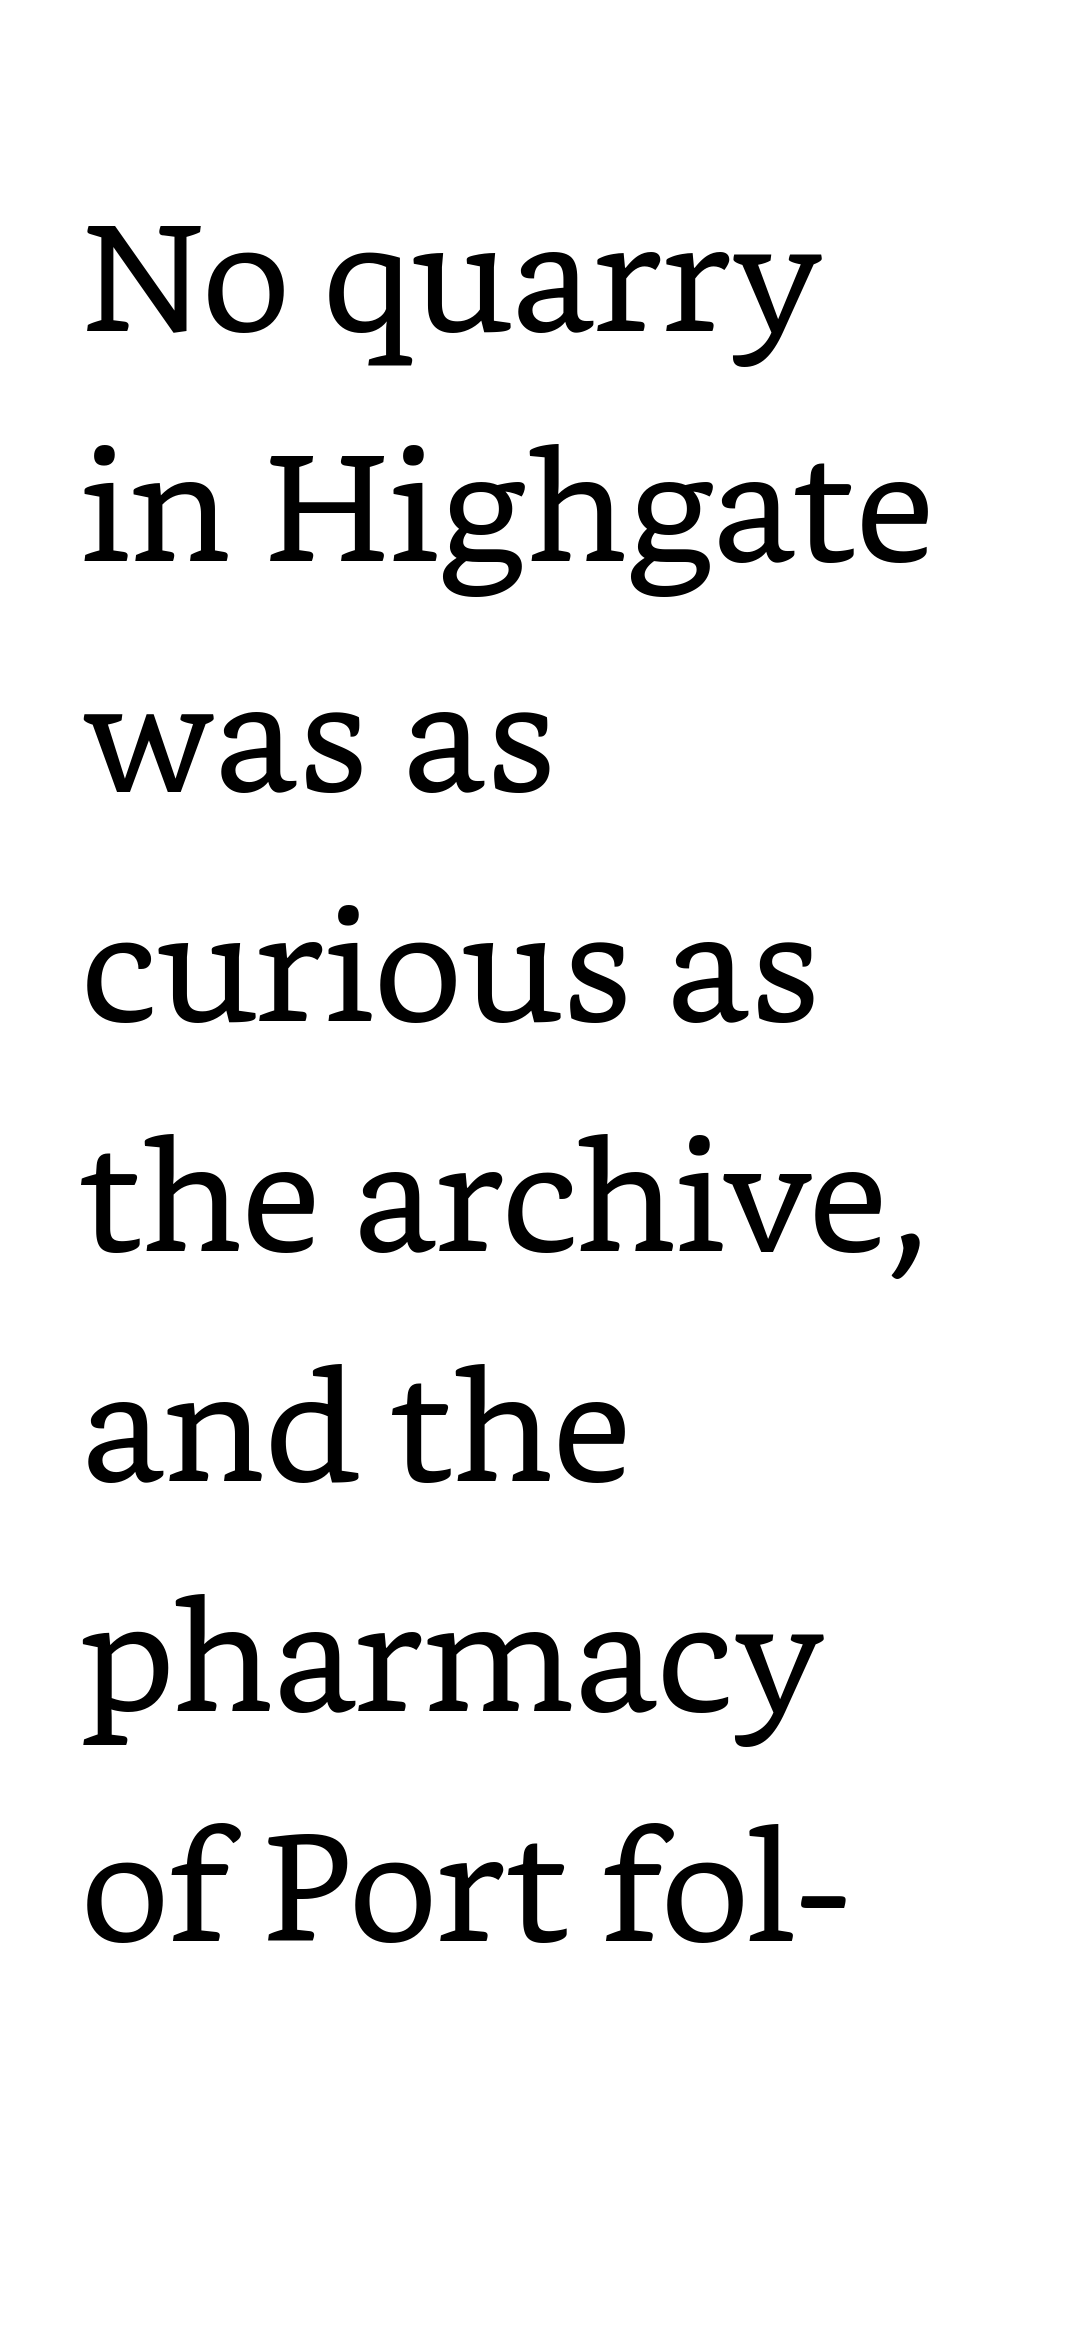 No quarry
in Highgate
was as
curious as
the archive,
and the
pharmacy
of Port fol-